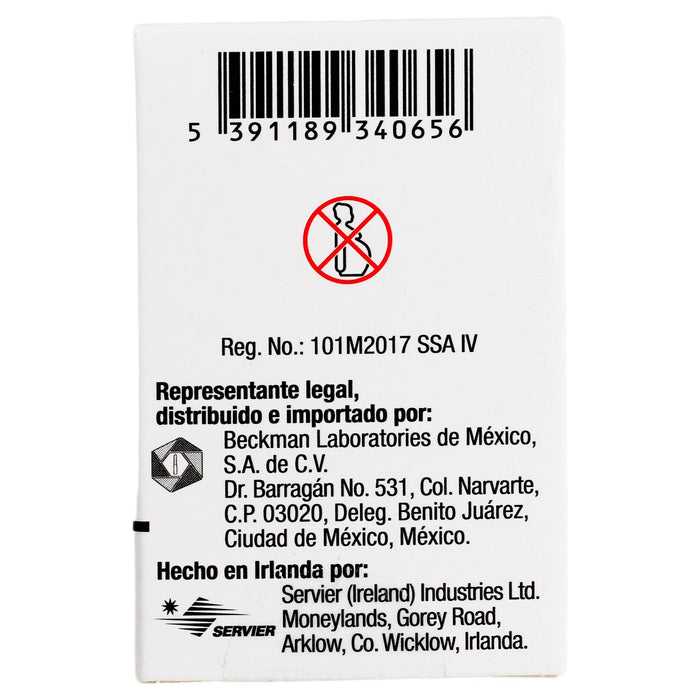 5 391189 340656
Reg. No.: 101M2017 SSA IV
Representante legal,
distribuido e importado por:
Beckman Laboratories de México,
S.A. de C.V.
Dr. Barragán No. 531, Col. Narvarte,
C.P. 03020, Deleg. Benito Juárez,
Ciudad de México, México.
Hecho en Irlanda por:
Servier (Ireland) Industries Ltd.
Moneylands, Gorey Road,
Arklow, Co. Wicklow, Irlanda.
SERVIER